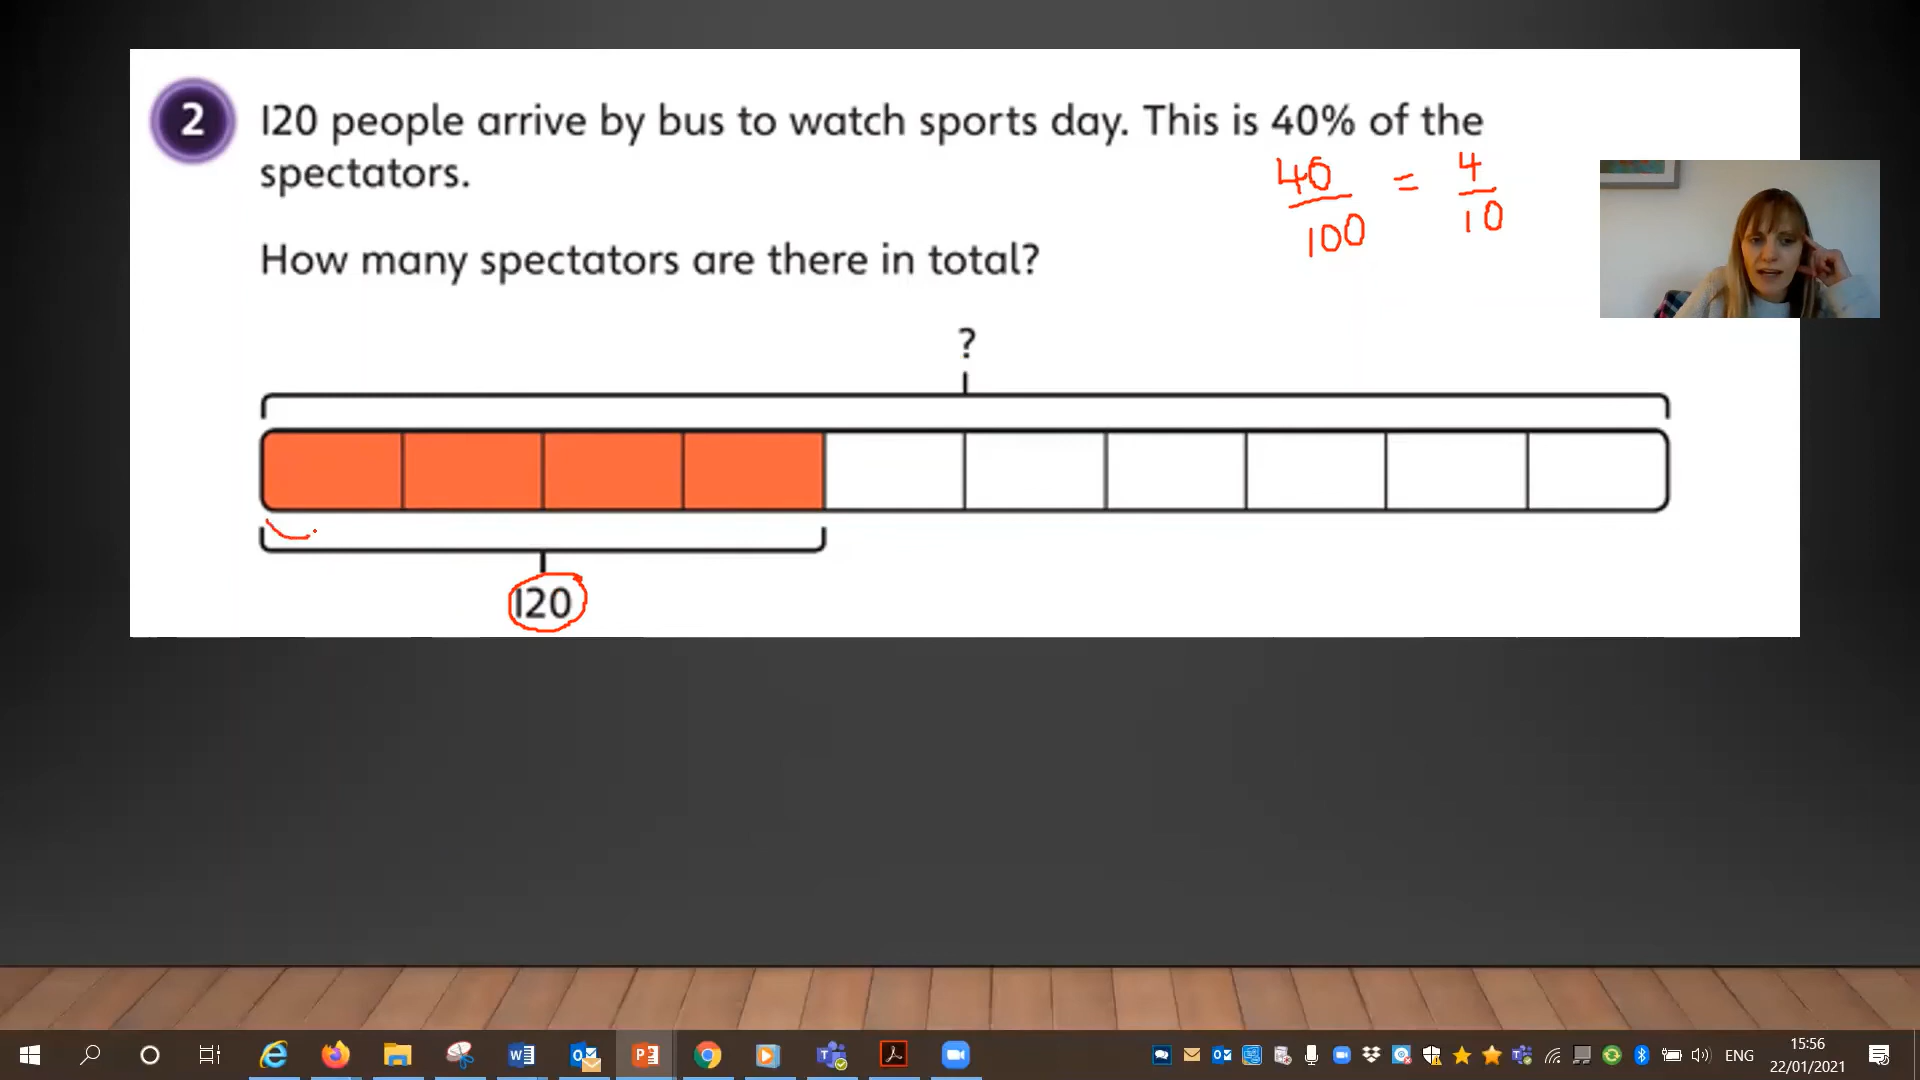 2
120 people arrive by bus to watch sports day. This is 40% of the
spectators.
40/100 = 4/10
How many spectators are there in total?
?
120
15:56
ENG
22/01/2021